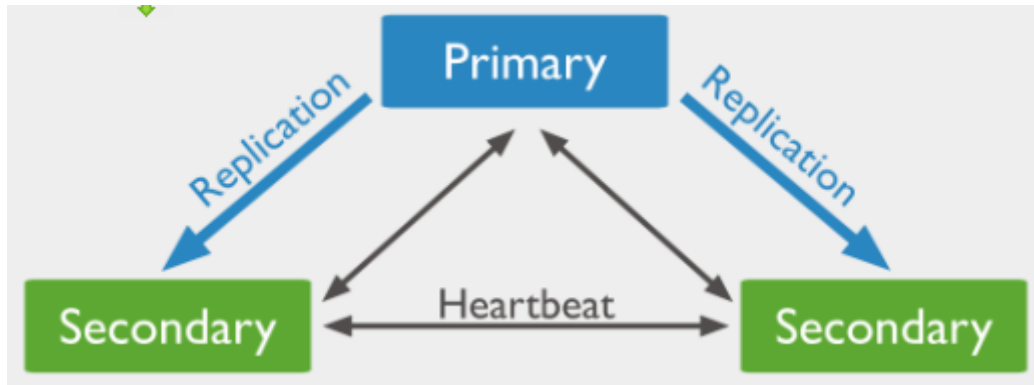 Primary
Replication
Replication
Heartbeat
Secondary
Secondary